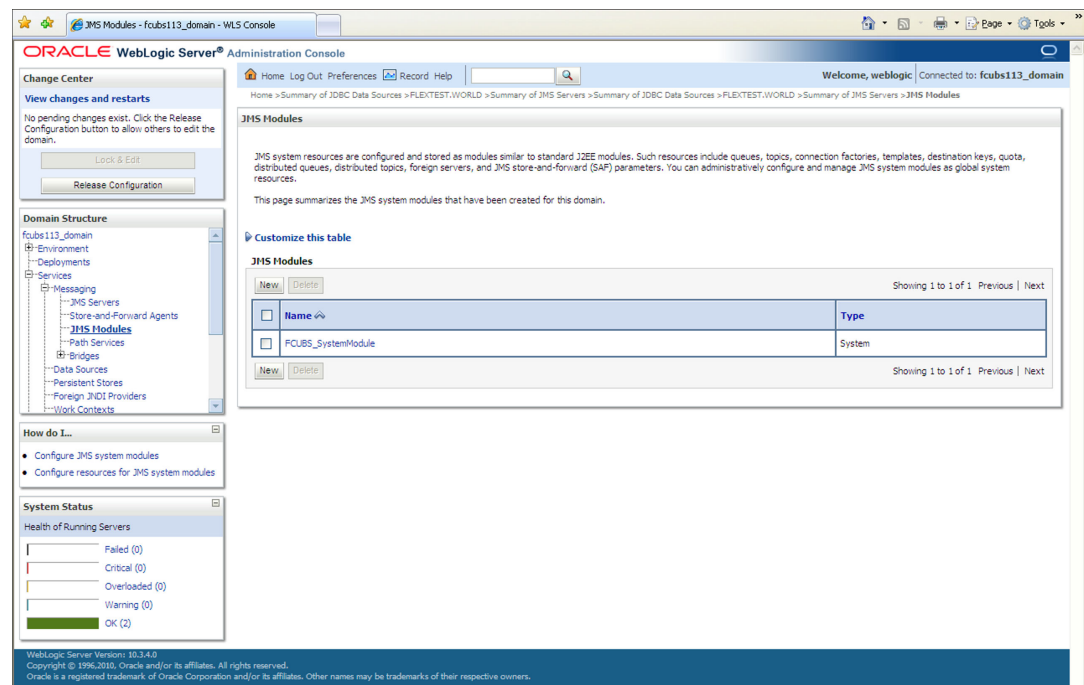 JMS Modules - fcubs113_domain - WLS Console
Page
Tools
»
ORACLE WebLogic Server® Administration Console
Change Center
View changes and restarts
No pending changes exist. Click the Release
Configuration button to allow others to edit the
domain.
Lock & Edit
Release Configuration
Domain Structure
fcubs113_domain
Environment
Deployments
Services
Messaging
JMS Servers
Store-and-Forward Agents
JMS Modules
Path Services
Bridges
Data Sources
Persistent Stores
Foreign JNDI Providers
Work Contexts
How do I...
Configure JMS system modules
Configure resources for JMS system modules
System Status
Health of Running Servers
Failed (0)
Critical (0)
Overloaded (0)
Warning (0)
OK (2)
Home Log Out Preferences Record Help
Welcome, weblogic Connected to: fcubs113_domain
Home >Summary of JDBC Data Sources >FLEXTEST.WORLD >Summary of JMS Servers >Summary of JDBC Data Sources >FLEXTEST.WORLD >Summary of JMS Servers >JMS Modules
JMS Modules
JMS system resources are configured and stored as modules similar to standard J2EE modules. Such resources include queues, topics, connection factories, templates, destination keys, quota,
distributed queues, distributed topics, foreign servers, and JMS store-and-forward (SAF) parameters. You can administratively configure and manage JMS system modules as global system
resources.
This page summarizes the JMS system modules that have been created for this domain.
Customize this table
JMS Modules
New Delete Showing 1 to 1 of 1 Previous | Next
Name Type
FCUBS_SystemModule System
New Delete Showing 1 to 1 of 1 Previous | Next
WebLogic Server Version: 10.3.4.0
Copyright © 1996,2010, Oracle and/or its affiliates. All rights reserved.
Oracle is a registered trademark of Oracle Corporation and/or its affiliates. Other names may be trademarks of their respective owners.